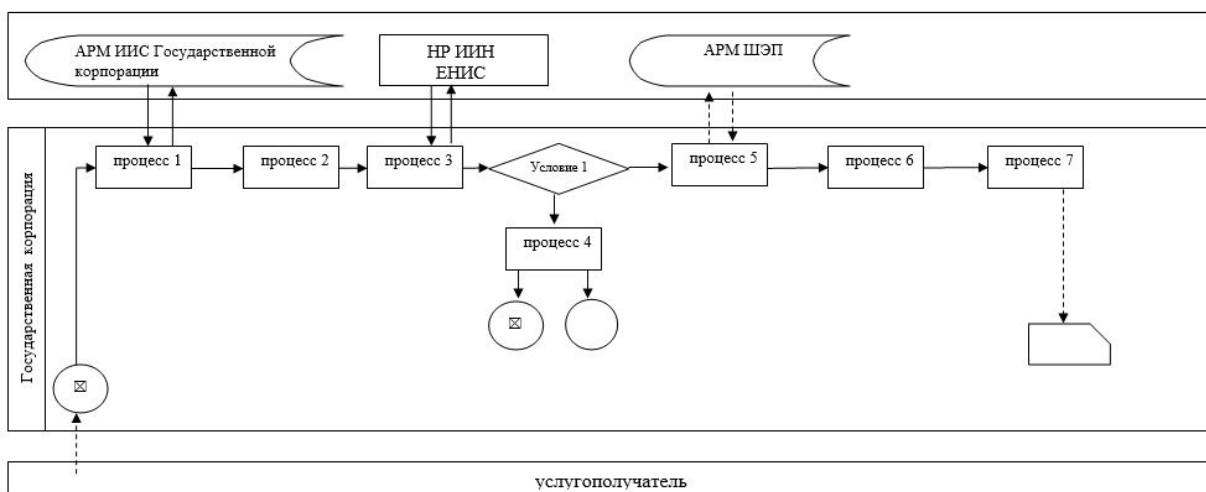 АРМ ИИС Государственной
корпорации
НР ИИН
ЕНИС
АРМ ШЭП
Государственная корпорация
процесс 1
процесс 2
процесс 3
Условие 1
процесс 5
процесс 6
процесс 7
процесс 4
услугополучатель